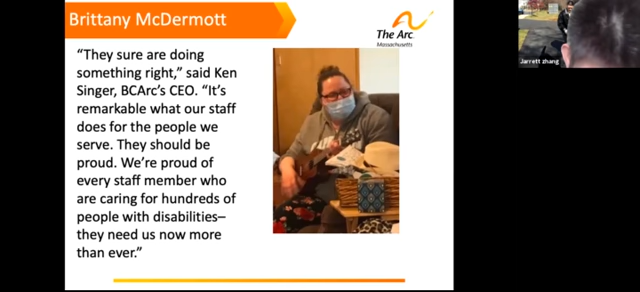 Brittany McDermott
The Arc
Massachusetts
“They sure are doing
something right,” said Ken
Singer, BCArc’s CEO. “It’s
remarkable what our staff
does for the people we
serve. They should be
proud. We’re proud of
every staff member who
are caring for hundreds of
people with disabilities–
they need us now more
than ever.”
Jarrett zhang